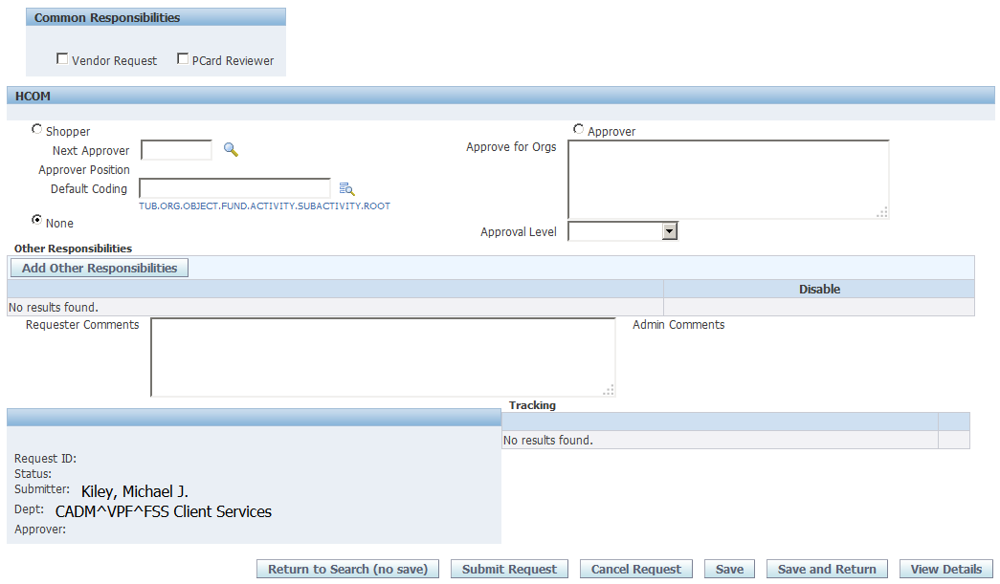 Common Responsibilities
Vendor Request PCard Reviewer
HCOM
Shopper
Next Approver
Approver Position
Default Coding
TUB.ORG.OBJECT.FUND.ACTIVITY.SUBACTIVITY.ROOT
None
Approver
Approve for Orgs
Approval Level
Other Responsibilities
Add Other Responsibilities
Disable
No results found.
Requester Comments
Admin Comments
Tracking
No results found.
Request ID:
Status:
Submitter: Kiley, Michael J.
Dept: CADM^VPF^FSS Client Services
Approver:
Return to Search (no save) Submit Request Cancel Request Save Save and Return View Details